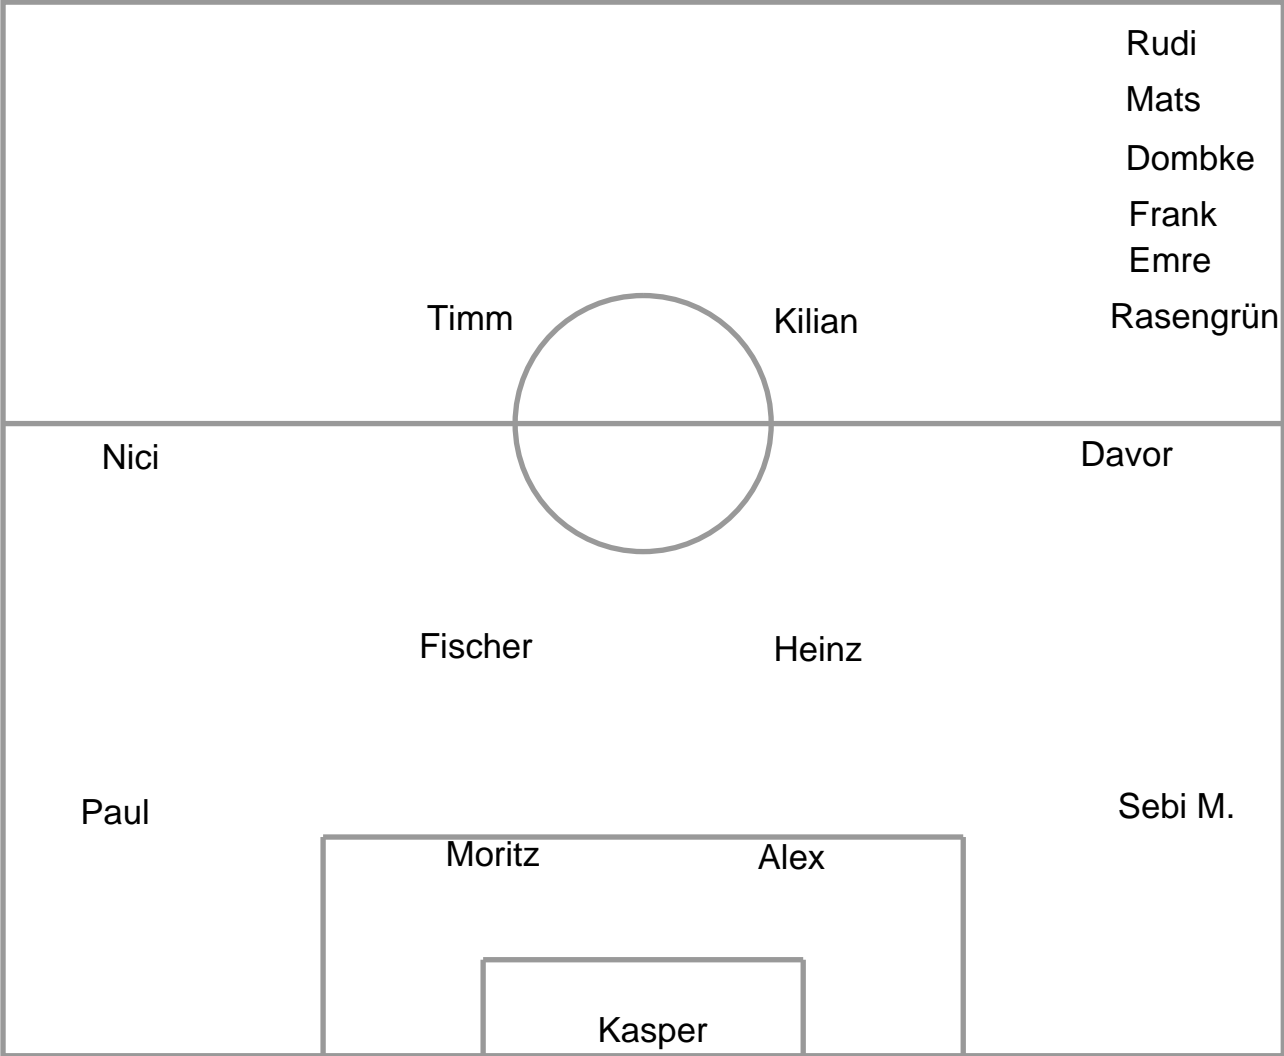 Rudi
Mats
Dombke
Frank
Emre
Timm
Kilian
Rasengrün
Nici
Davor
Fischer
Heinz
Paul
Sebi M.
Moritz
Alex
Kasper